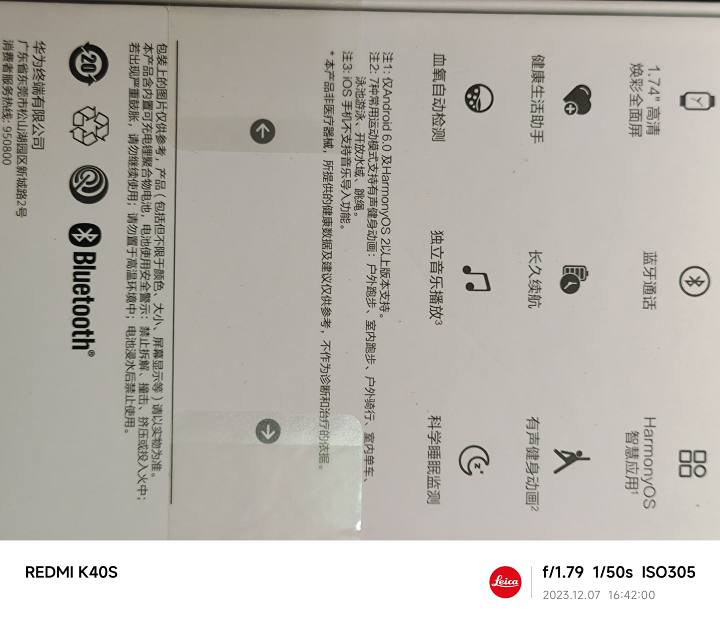 1.74" 高清
焕彩全面屏
蓝牙通话
HarmonyOS
智慧应用¹
健康生活助手
长久续航
有声健身动画²
血氧自动检测
独立音乐播放³
科学睡眠监测
注1: 仅Android 6.0 及HarmonyOS 2以上版本支持。
注2: 7种常用运动模式支持有声健身动画: 户外跑步、室内跑步、户外骑行、室内单车、
泳池游泳、开放水域、跳绳。
注3: iOS 手机不支持音乐导入功能。
* 本产品非医疗器械，所提供的健康数据及建议仅供参考，不作为诊断和治疗的依据。
包装上的图片仅供参考，产品（包括但不限于颜色、大小、屏幕显示等）请以实物为准。
本产品含内置可充电锂聚合物电池，电池使用安全警示: 禁止拆解、撞击、挤压或投入火中;
若出现严重鼓胀，请勿继续使用; 请勿置于高温环境中; 电池浸水后禁止使用。
20
Bluetooth®
华为终端有限公司
广东省东莞市松山湖园区新城路2号
消费者服务热线: 950800
REDMI K40S
Leica
f/1.79 1/50s ISO305
2023.12.07 16:42:00